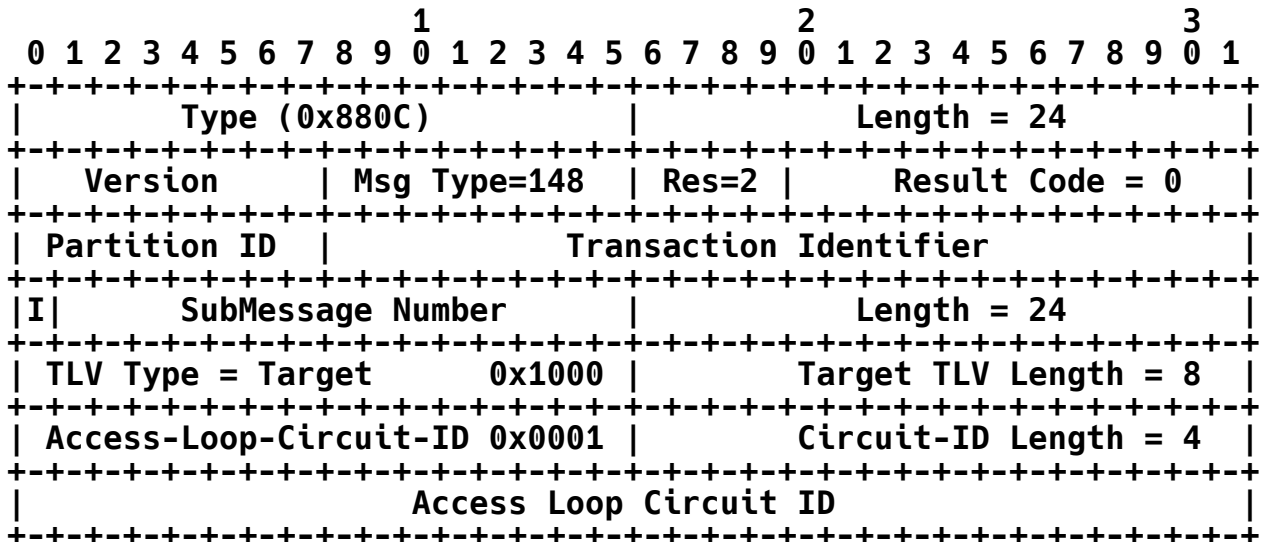 1                   2                   3
 0 1 2 3 4 5 6 7 8 9 0 1 2 3 4 5 6 7 8 9 0 1 2 3 4 5 6 7 8 9 0 1
+-+-+-+-+-+-+-+-+-+-+-+-+-+-+-+-+-+-+-+-+-+-+-+-+-+-+-+-+-+-+-+-+
|        Type (0x880C)          |           Length = 24         |
+-+-+-+-+-+-+-+-+-+-+-+-+-+-+-+-+-+-+-+-+-+-+-+-+-+-+-+-+-+-+-+-+
|   Version     | Msg Type=148  | Res=2 |     Result Code = 0   |
+-+-+-+-+-+-+-+-+-+-+-+-+-+-+-+-+-+-+-+-+-+-+-+-+-+-+-+-+-+-+-+-+
| Partition ID  |            Transaction Identifier             |
+-+-+-+-+-+-+-+-+-+-+-+-+-+-+-+-+-+-+-+-+-+-+-+-+-+-+-+-+-+-+-+-+
|I|      SubMessage Number      |           Length = 24         |
+-+-+-+-+-+-+-+-+-+-+-+-+-+-+-+-+-+-+-+-+-+-+-+-+-+-+-+-+-+-+-+-+
| TLV Type = Target      0x1000 |        Target TLV Length = 8  |
+-+-+-+-+-+-+-+-+-+-+-+-+-+-+-+-+-+-+-+-+-+-+-+-+-+-+-+-+-+-+-+-+
| Access-Loop-Circuit-ID 0x0001 |        Circuit-ID Length = 4  |
+-+-+-+-+-+-+-+-+-+-+-+-+-+-+-+-+-+-+-+-+-+-+-+-+-+-+-+-+-+-+-+-+
|                    Access Loop Circuit ID                     |
+-+-+-+-+-+-+-+-+-+-+-+-+-+-+-+-+-+-+-+-+-+-+-+-+-+-+-+-+-+-+-+-+